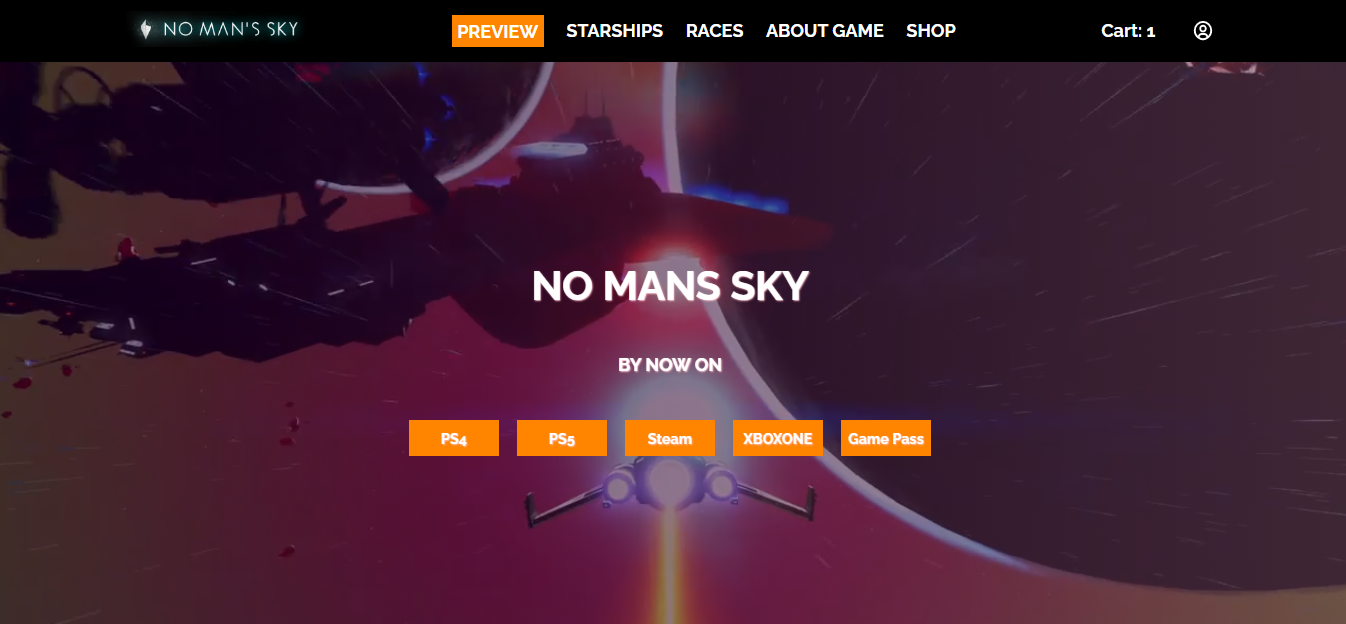 NO MAN'S SKY PREVIEW STARSHIPS RACES ABOUT GAME SHOP Cart: 1
NO MANS SKY
BY NOW ON
PS4 PS5 Steam XBOXONE Game Pass